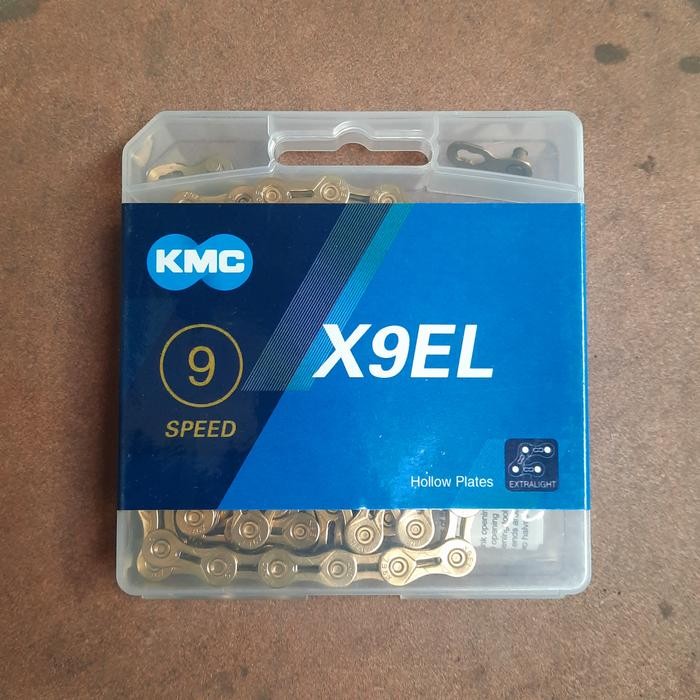 KMC
9
SPEED
X9EL
Hollow Plates
EXTRALIGHT